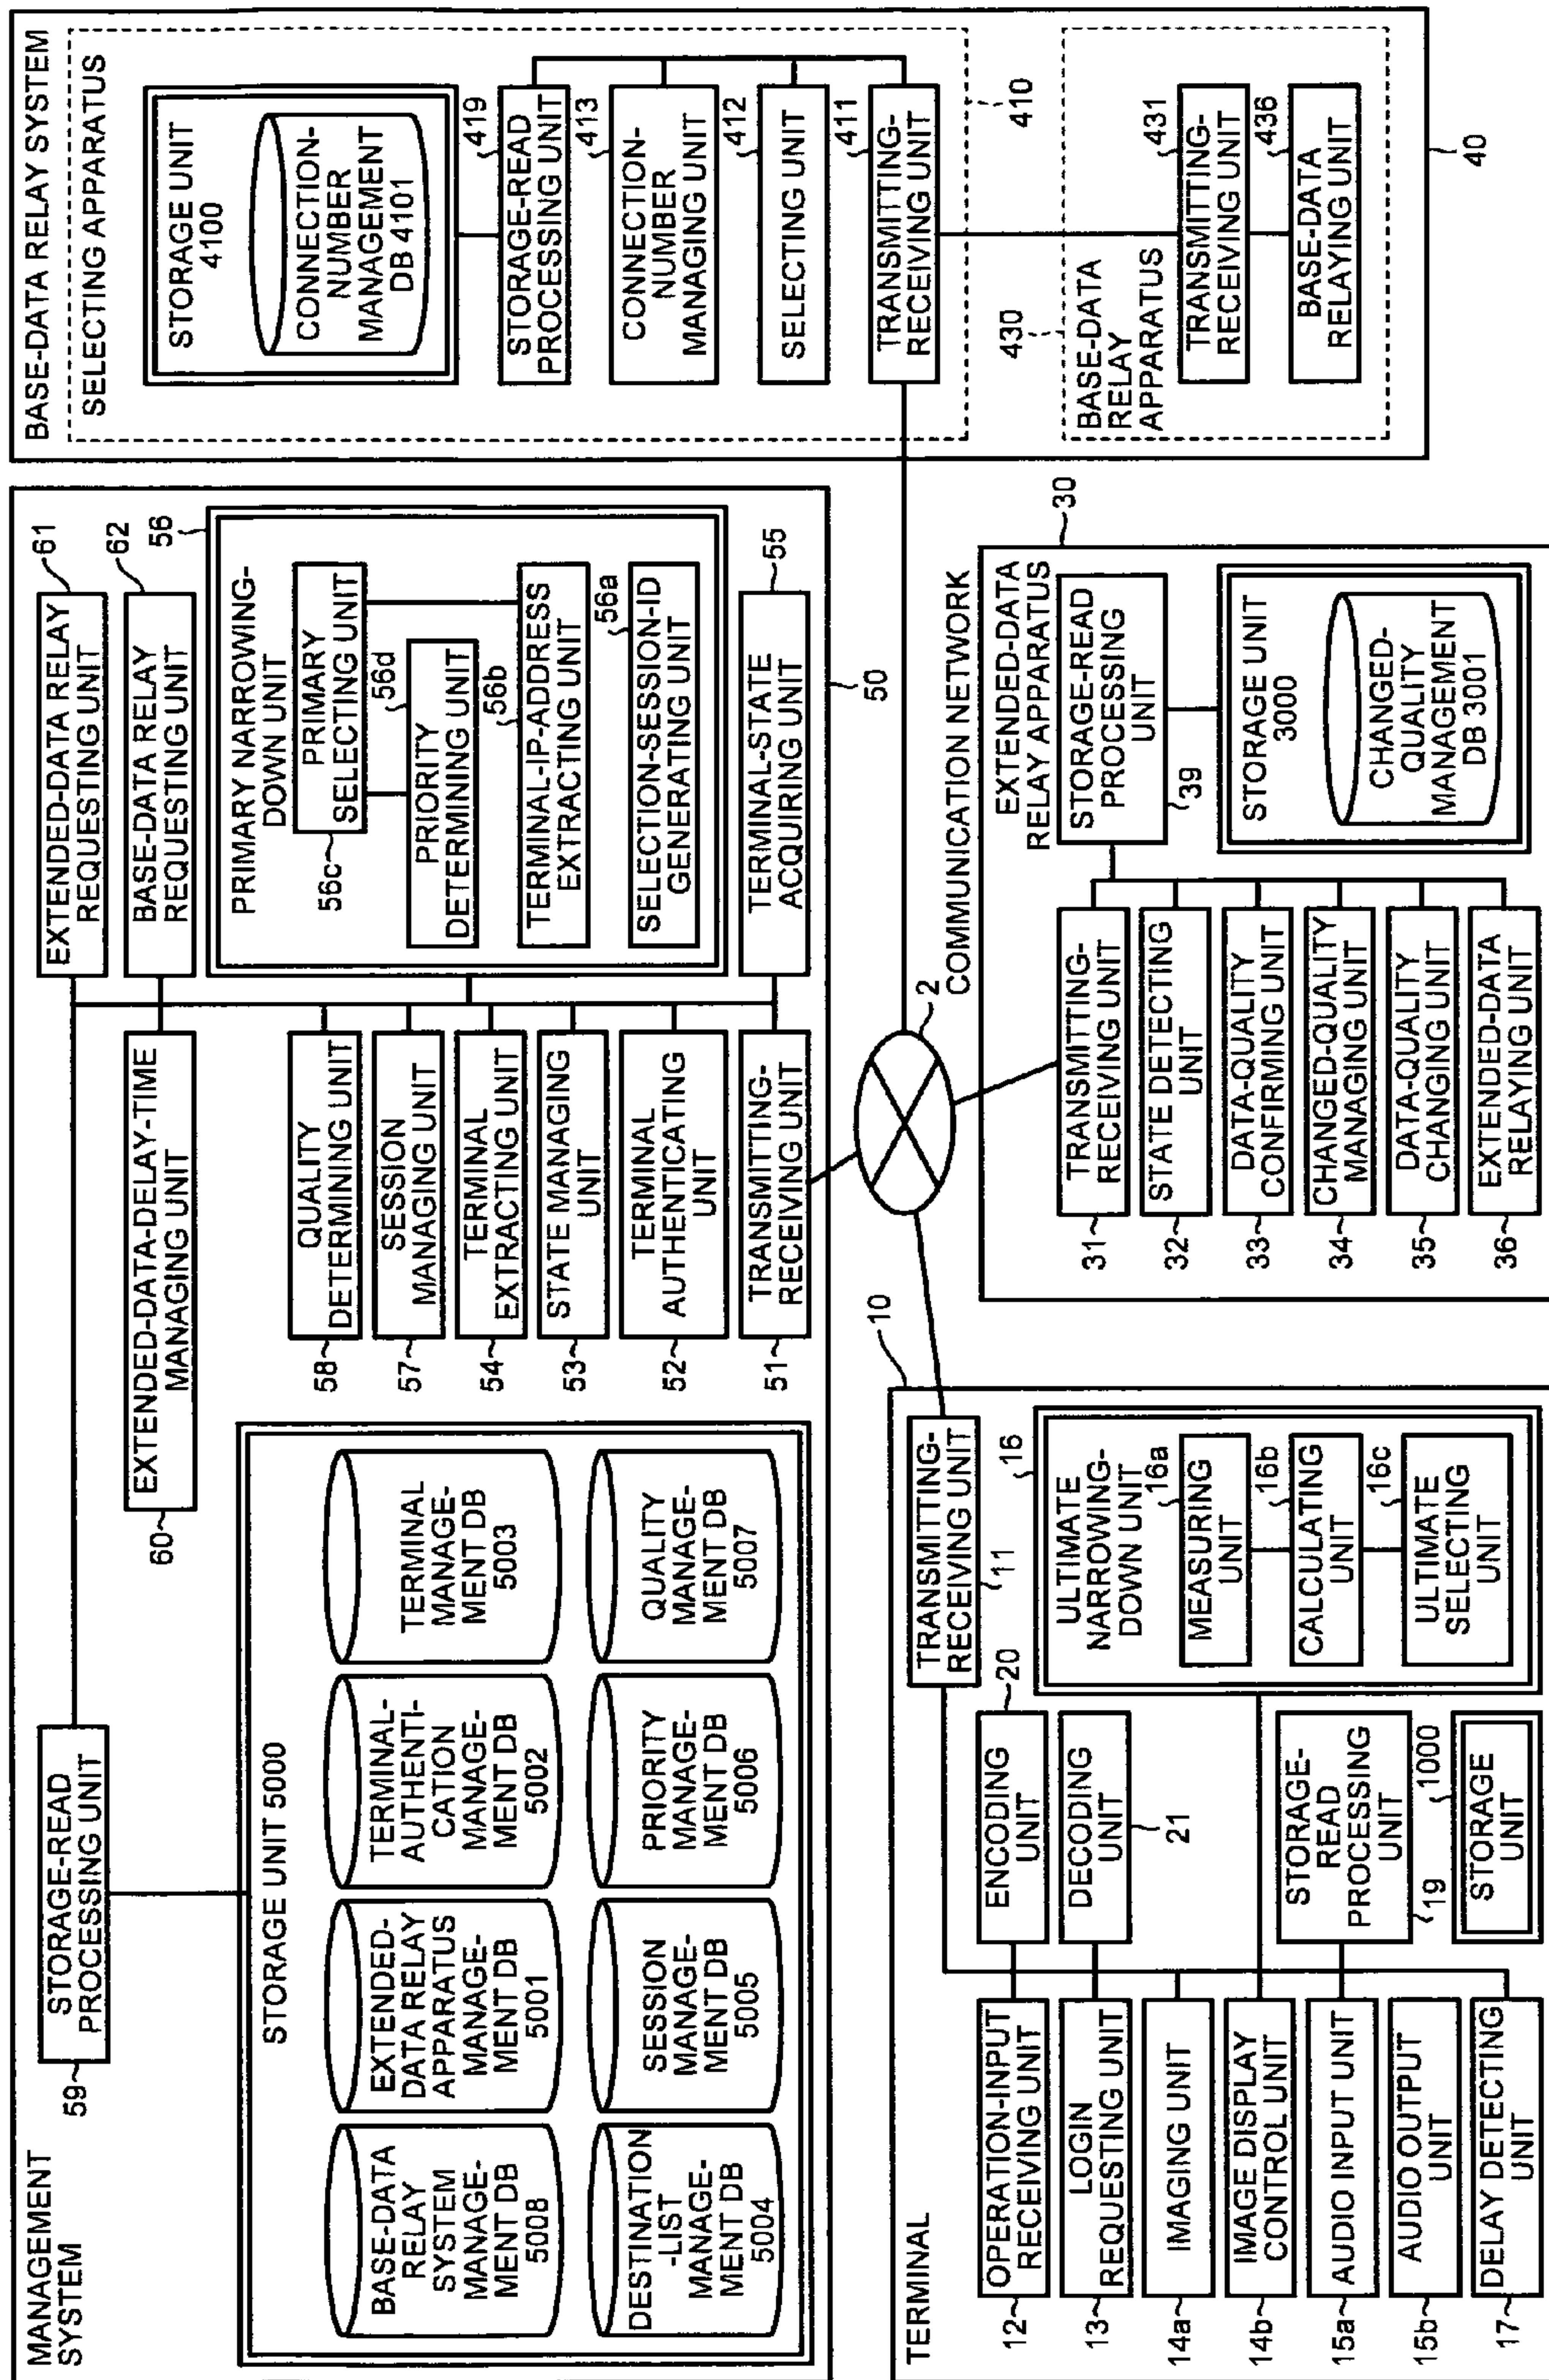 MANAGEMENT
SYSTEM
59
STORAGE-READ
PROCESSING UNIT
STORAGE UNIT 5000
BASE-DATA
RELAY
SYSTEM
MANAGE-
MENT DB
5008
EXTENDED-
DATA RELAY
APPARATUS
MANAGE-
MENT DB
5001
TERMINAL-
AUTHENTI-
CATION
MANAGE-
MENT DB
5002
TERMINAL
MANAGE-
MENT DB
5003
DESTINATION
-LIST
MANAGE-
MENT DB
5004
SESSION
MANAGE-
MENT DB
5005
PRIORITY
MANAGE-
MENT DB
5006
QUALITY
MANAGE-
MENT DB
5007
60
EXTENDED-DATA-DELAY-TIME
MANAGING UNIT
58
QUALITY
DETERMINING UNIT
57
SESSION
MANAGING UNIT
54
TERMINAL
EXTRACTING UNIT
53
STATE MANAGING
UNIT
52
TERMINAL
AUTHENTICATING
UNIT
51
TRANSMITTING-
RECEIVING UNIT
EXTENDED-DATA RELAY
REQUESTING UNIT
61
BASE-DATA RELAY
REQUESTING UNIT
62
56
PRIMARY NARROWING-
DOWN UNIT
PRIMARY
SELECTING UNIT
56c
56d
PRIORITY
DETERMINING UNIT
56b
TERMINAL-IP-ADDRESS
EXTRACTING UNIT
56a
SELECTION-SESSION-ID
GENERATING UNIT
TERMINAL-STATE
ACQUIRING UNIT
55
50
BASE-DATA RELAY SYSTEM
SELECTING APPARATUS
STORAGE UNIT
4100
CONNECTION-
NUMBER
MANAGEMENT
DB 4101
419
STORAGE-READ
PROCESSING UNIT
413
CONNECTION-
NUMBER
MANAGING UNIT
412
SELECTING UNIT
411
TRANSMITTING-
RECEIVING UNIT
410
430
BASE-DATA
RELAY
APPARATUS
431
TRANSMITTING-
RECEIVING UNIT
436
BASE-DATA
RELAYING UNIT
40
2
COMMUNICATION NETWORK
TERMINAL
10
TRANSMITTING-
RECEIVING UNIT
11
12
OPERATION-INPUT
RECEIVING UNIT
13
LOGIN
REQUESTING UNIT
14a
IMAGING UNIT
14b
IMAGE DISPLAY
CONTROL UNIT
15a
AUDIO INPUT UNIT
15b
AUDIO OUTPUT
UNIT
17
DELAY DETECTING
UNIT
20
ENCODING
UNIT
DECODING
UNIT
21
STORAGE-
READ
PROCESSING
UNIT
19
1000
STORAGE
UNIT
16
ULTIMATE
NARROWING-
DOWN UNIT
16a
MEASURING
UNIT
16b
CALCULATING
UNIT
16c
ULTIMATE
SELECTING
UNIT
30
EXTENDED-DATA
RELAY APPARATUS
31
TRANSMITTING-
RECEIVING UNIT
32
STATE DETECTING
UNIT
33
DATA-QUALITY
CONFIRMING UNIT
34
CHANGED-QUALITY
MANAGING UNIT
35
DATA-QUALITY
CHANGING UNIT
36
EXTENDED-DATA
RELAYING UNIT
STORAGE-READ
PROCESSING
UNIT
39
STORAGE UNIT
3000
CHANGED-
QUALITY
MANAGEMENT
DB 3001